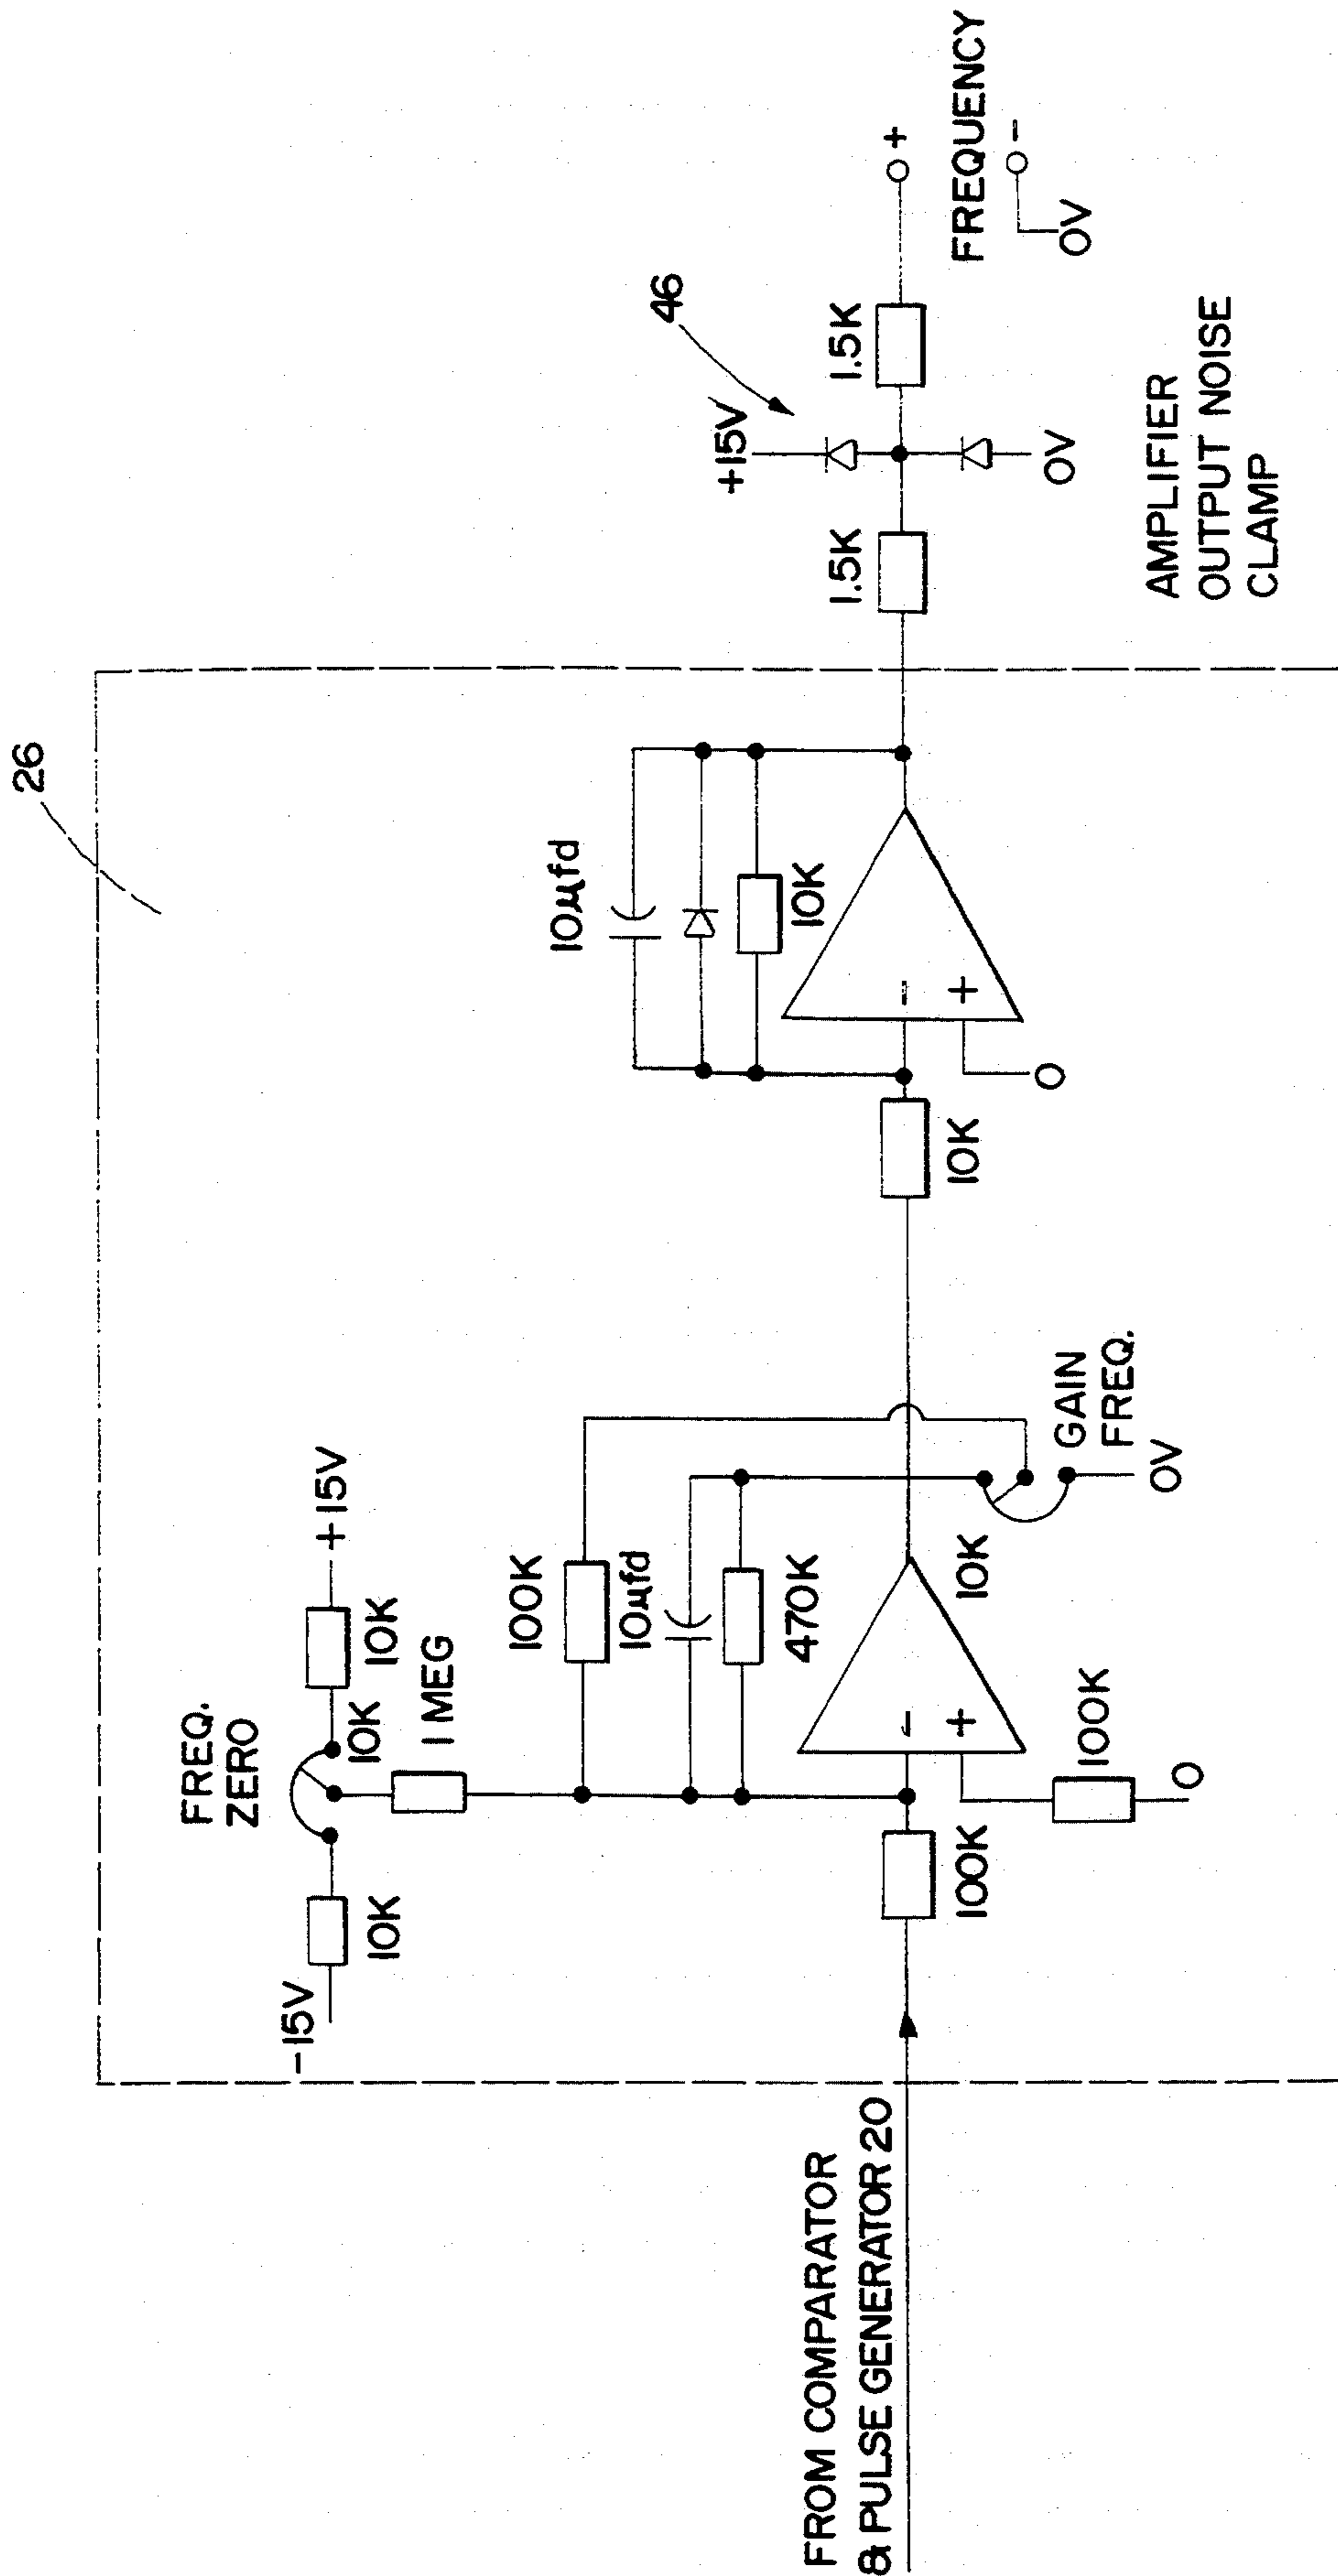 26
FREQ.
ZERO
-15V
10K
10K
10K
+15V
1 MEG
100K
10µfd
470K
FROM COMPARATOR
& PULSE GENERATOR 20
100K
-
+
100K
0
10K
GAIN
FREQ.
0V
10K
10µfd
10K
-
+
0
1.5K
+15V
46
0V
1.5K
+
FREQUENCY
-
0V
AMPLIFIER
OUTPUT NOISE
CLAMP